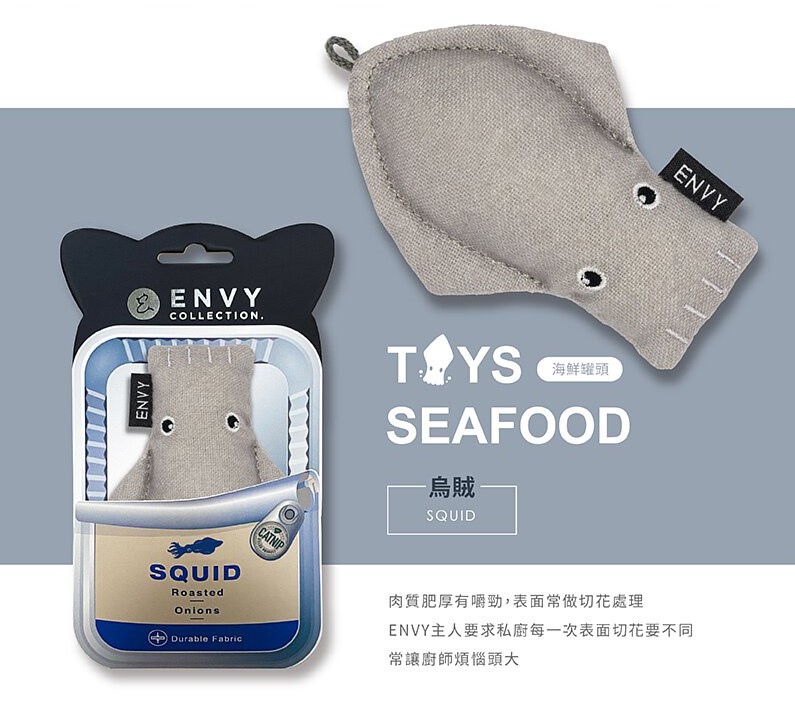 ENVY
ENVY
COLLECTION.
ENVY
CATNIP
SQUID
Roasted
Onions
Durable Fabric
TOYS
海鮮罐頭
SEAFOOD
烏賊
SQUID
肉質肥厚有嚼勁，表面常做切花處理
ENVY主人要求私廚每一次表面切花要不同
常讓廚師煩惱頭大